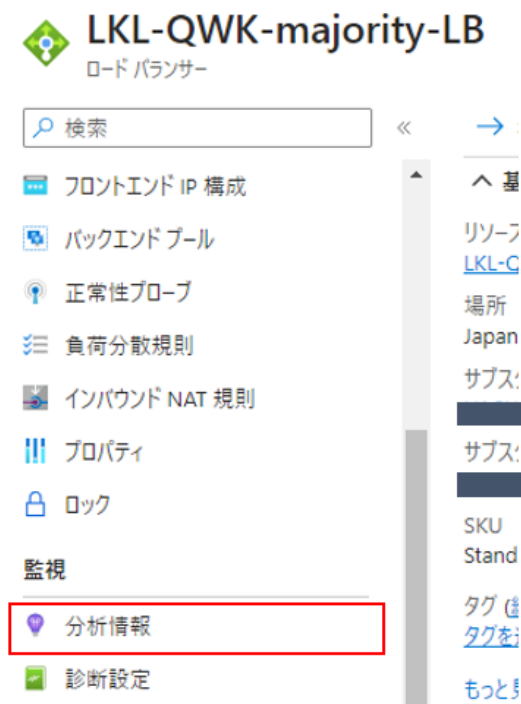 LKL-QWK-majority-LB
ロード バランサー
検索
フロントエンド IP 構成
バックエンド プール
正常性プローブ
負荷分散規則
インバウンド NAT 規則
プロパティ
ロック
監視
分析情報
診断設定
基
リソース
LKL-Q
場所
Japan
サブスク
サブスク
SKU
Stand
タグ (
タグを
もっと見